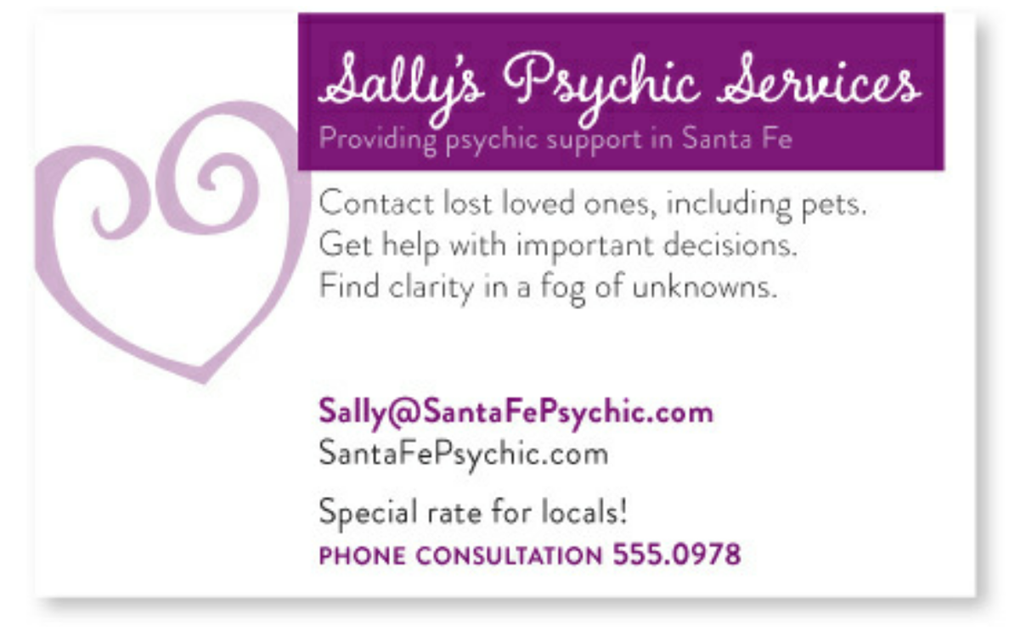 Sally's Psychic Services
Providing psychic support in Santa Fe
Contact lost loved ones, including pets.
Get help with important decisions.
Find clarity in a fog of unknowns.
Sally@SantaFePsychic.com
SantaFePsychic.com
Special rate for locals!
PHONE CONSULTATION 555.0978